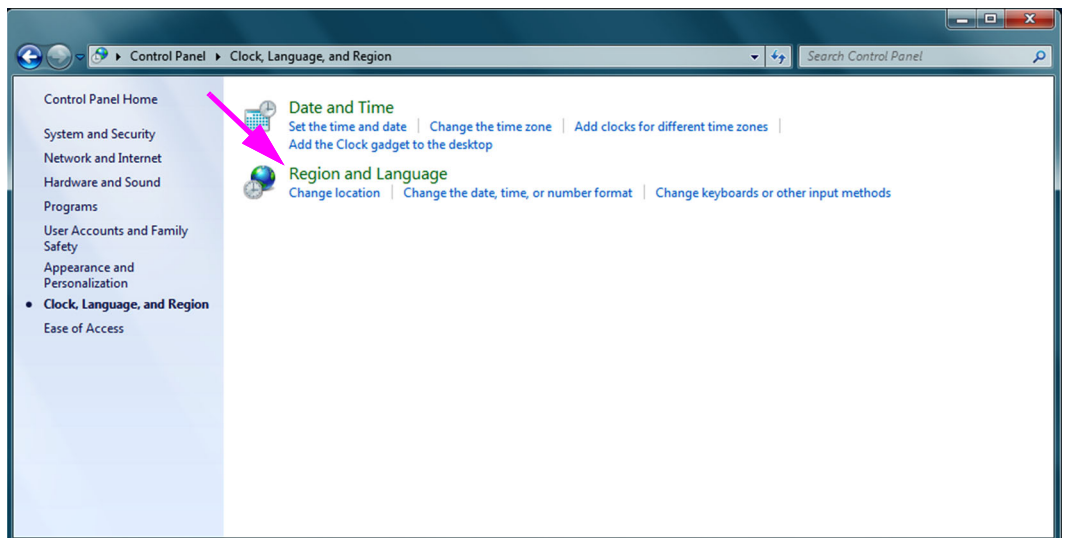 Control Panel Clock, Language, and Region
Search Control Panel
Control Panel Home
System and Security
Network and Internet
Hardware and Sound
Programs
User Accounts and Family
Safety
Appearance and
Personalization
Clock, Language, and Region
Ease of Access
Date and Time
Set the time and date Change the time zone Add clocks for different time zones
Add the Clock gadget to the desktop
Region and Language
Change location Change the date, time, or number format Change keyboards or other input methods